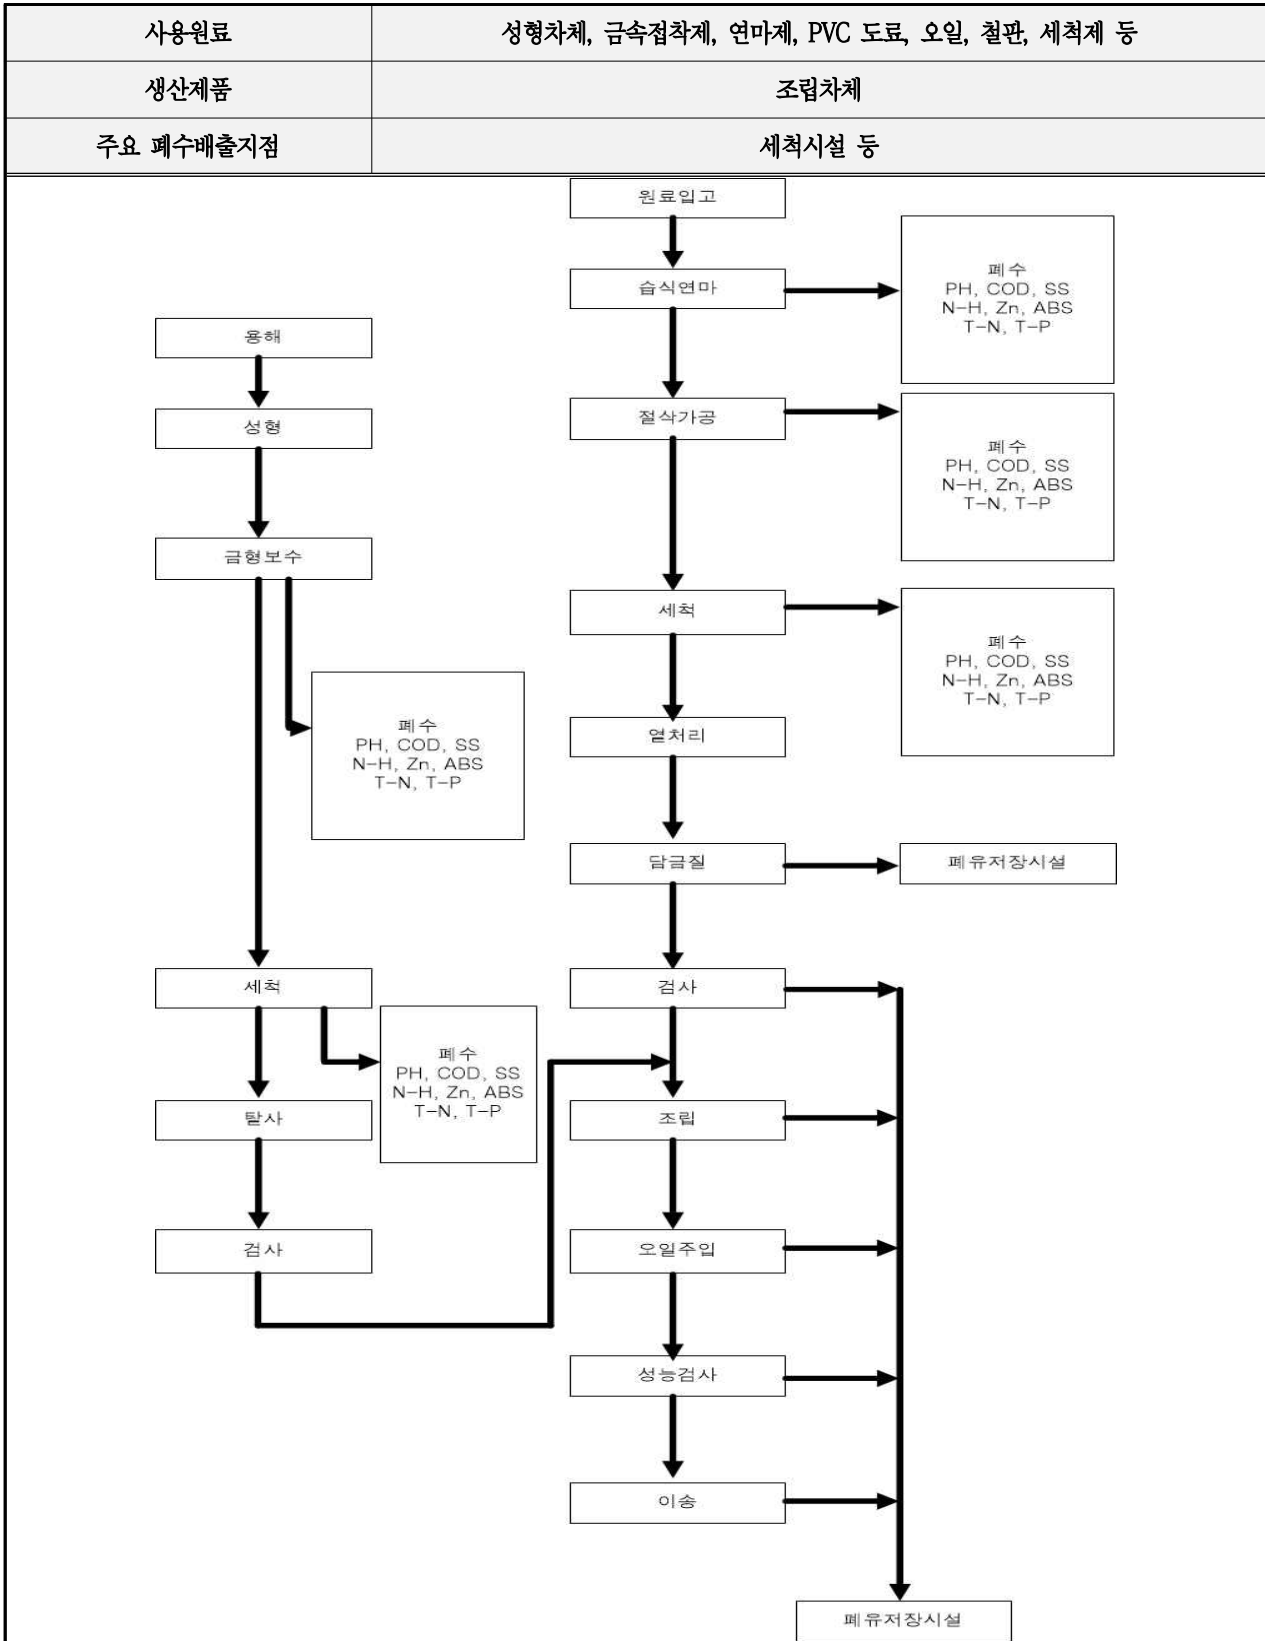 사용원료
성형차체, 금속접착제, 연마제, PVC 도료, 오일, 철판, 세척제 등
생산제품
조립차체
주요 폐수배출지점
세척시설 등
원료입고
습식연마
폐수
PH, COD, SS
N-H, Zn, ABS
T-N, T-P
용해
성형
절삭가공
폐수
PH, COD, SS
N-H, Zn, ABS
T-N, T-P
금형보수
세척
폐수
PH, COD, SS
N-H, Zn, ABS
T-N, T-P
폐수
PH, COD, SS
N-H, Zn, ABS
T-N, T-P
열처리
담금질
폐유저장시설
세척
검사
폐수
PH, COD, SS
N-H, Zn, ABS
T-N, T-P
탈사
조립
검사
오일주입
성능검사
이송
폐유저장시설